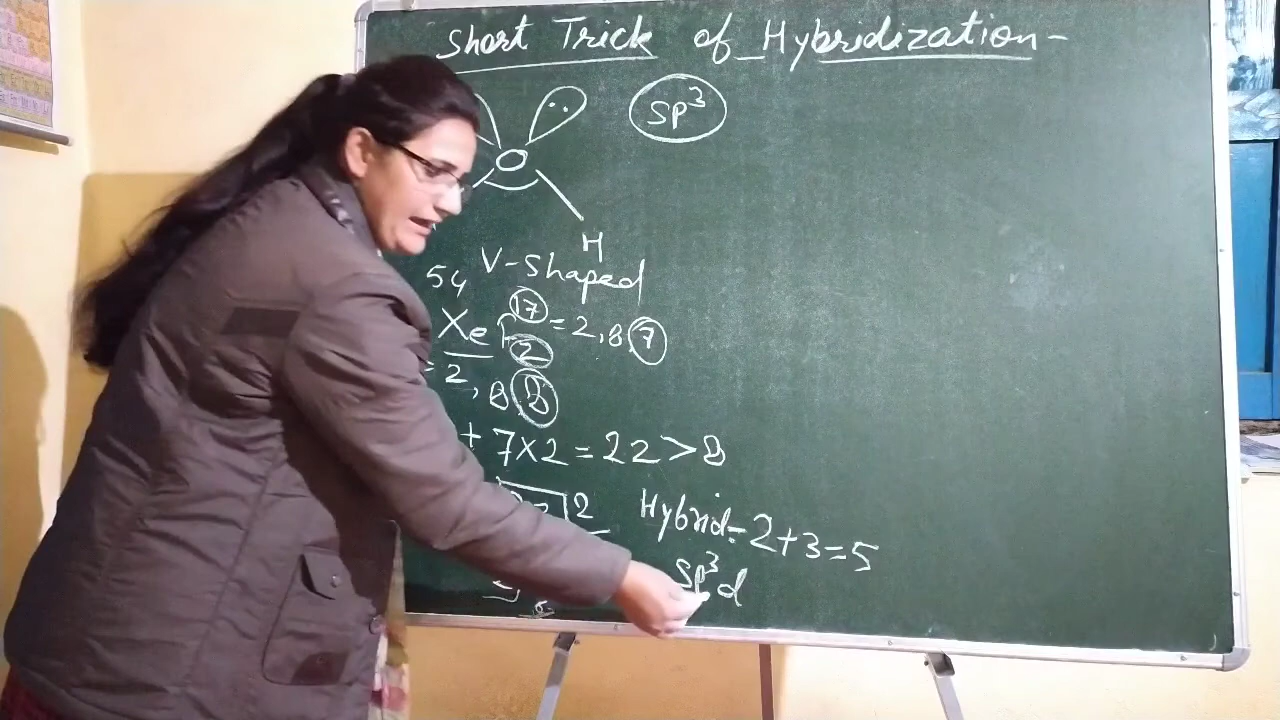 Short Trick of Hybridization-
SP³
O
H
V-Shaped
54
XeF₂ 17 = 2, 8, 7
= 2, 8, 8
+ 7×2 = 22 > 8
2
Hybrid = 2+3=5
SP³d